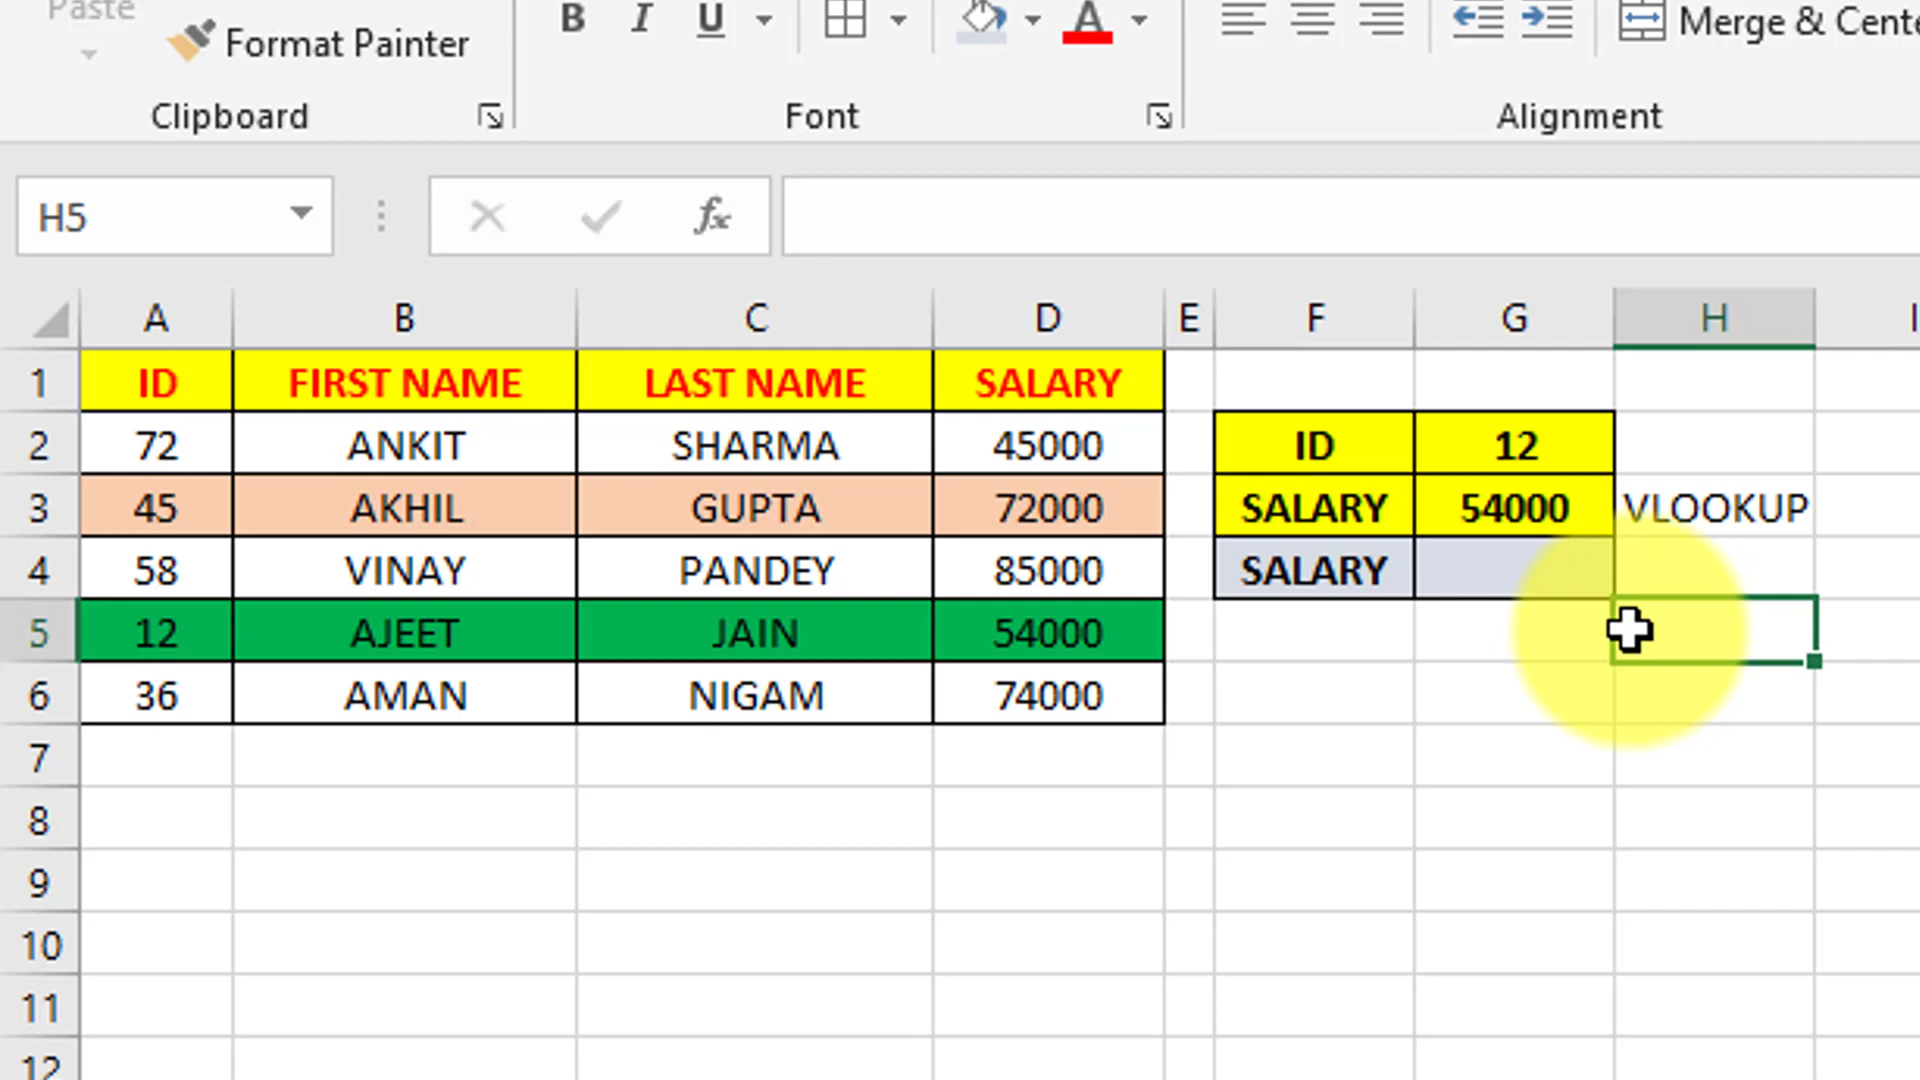 Paste
Format Painter
B I U A
Merge & Cente
Clipboard Font Alignment
H5 fx
A B C D E F G H I
1 ID FIRST NAME LAST NAME SALARY
2 72 ANKIT SHARMA 45000 ID 12
3 45 AKHIL GUPTA 72000 SALARY 54000 VLOOKUP
4 58 VINAY PANDEY 85000 SALARY
5 12 AJEET JAIN 54000
6 36 AMAN NIGAM 74000
7
8
9
10
11
12